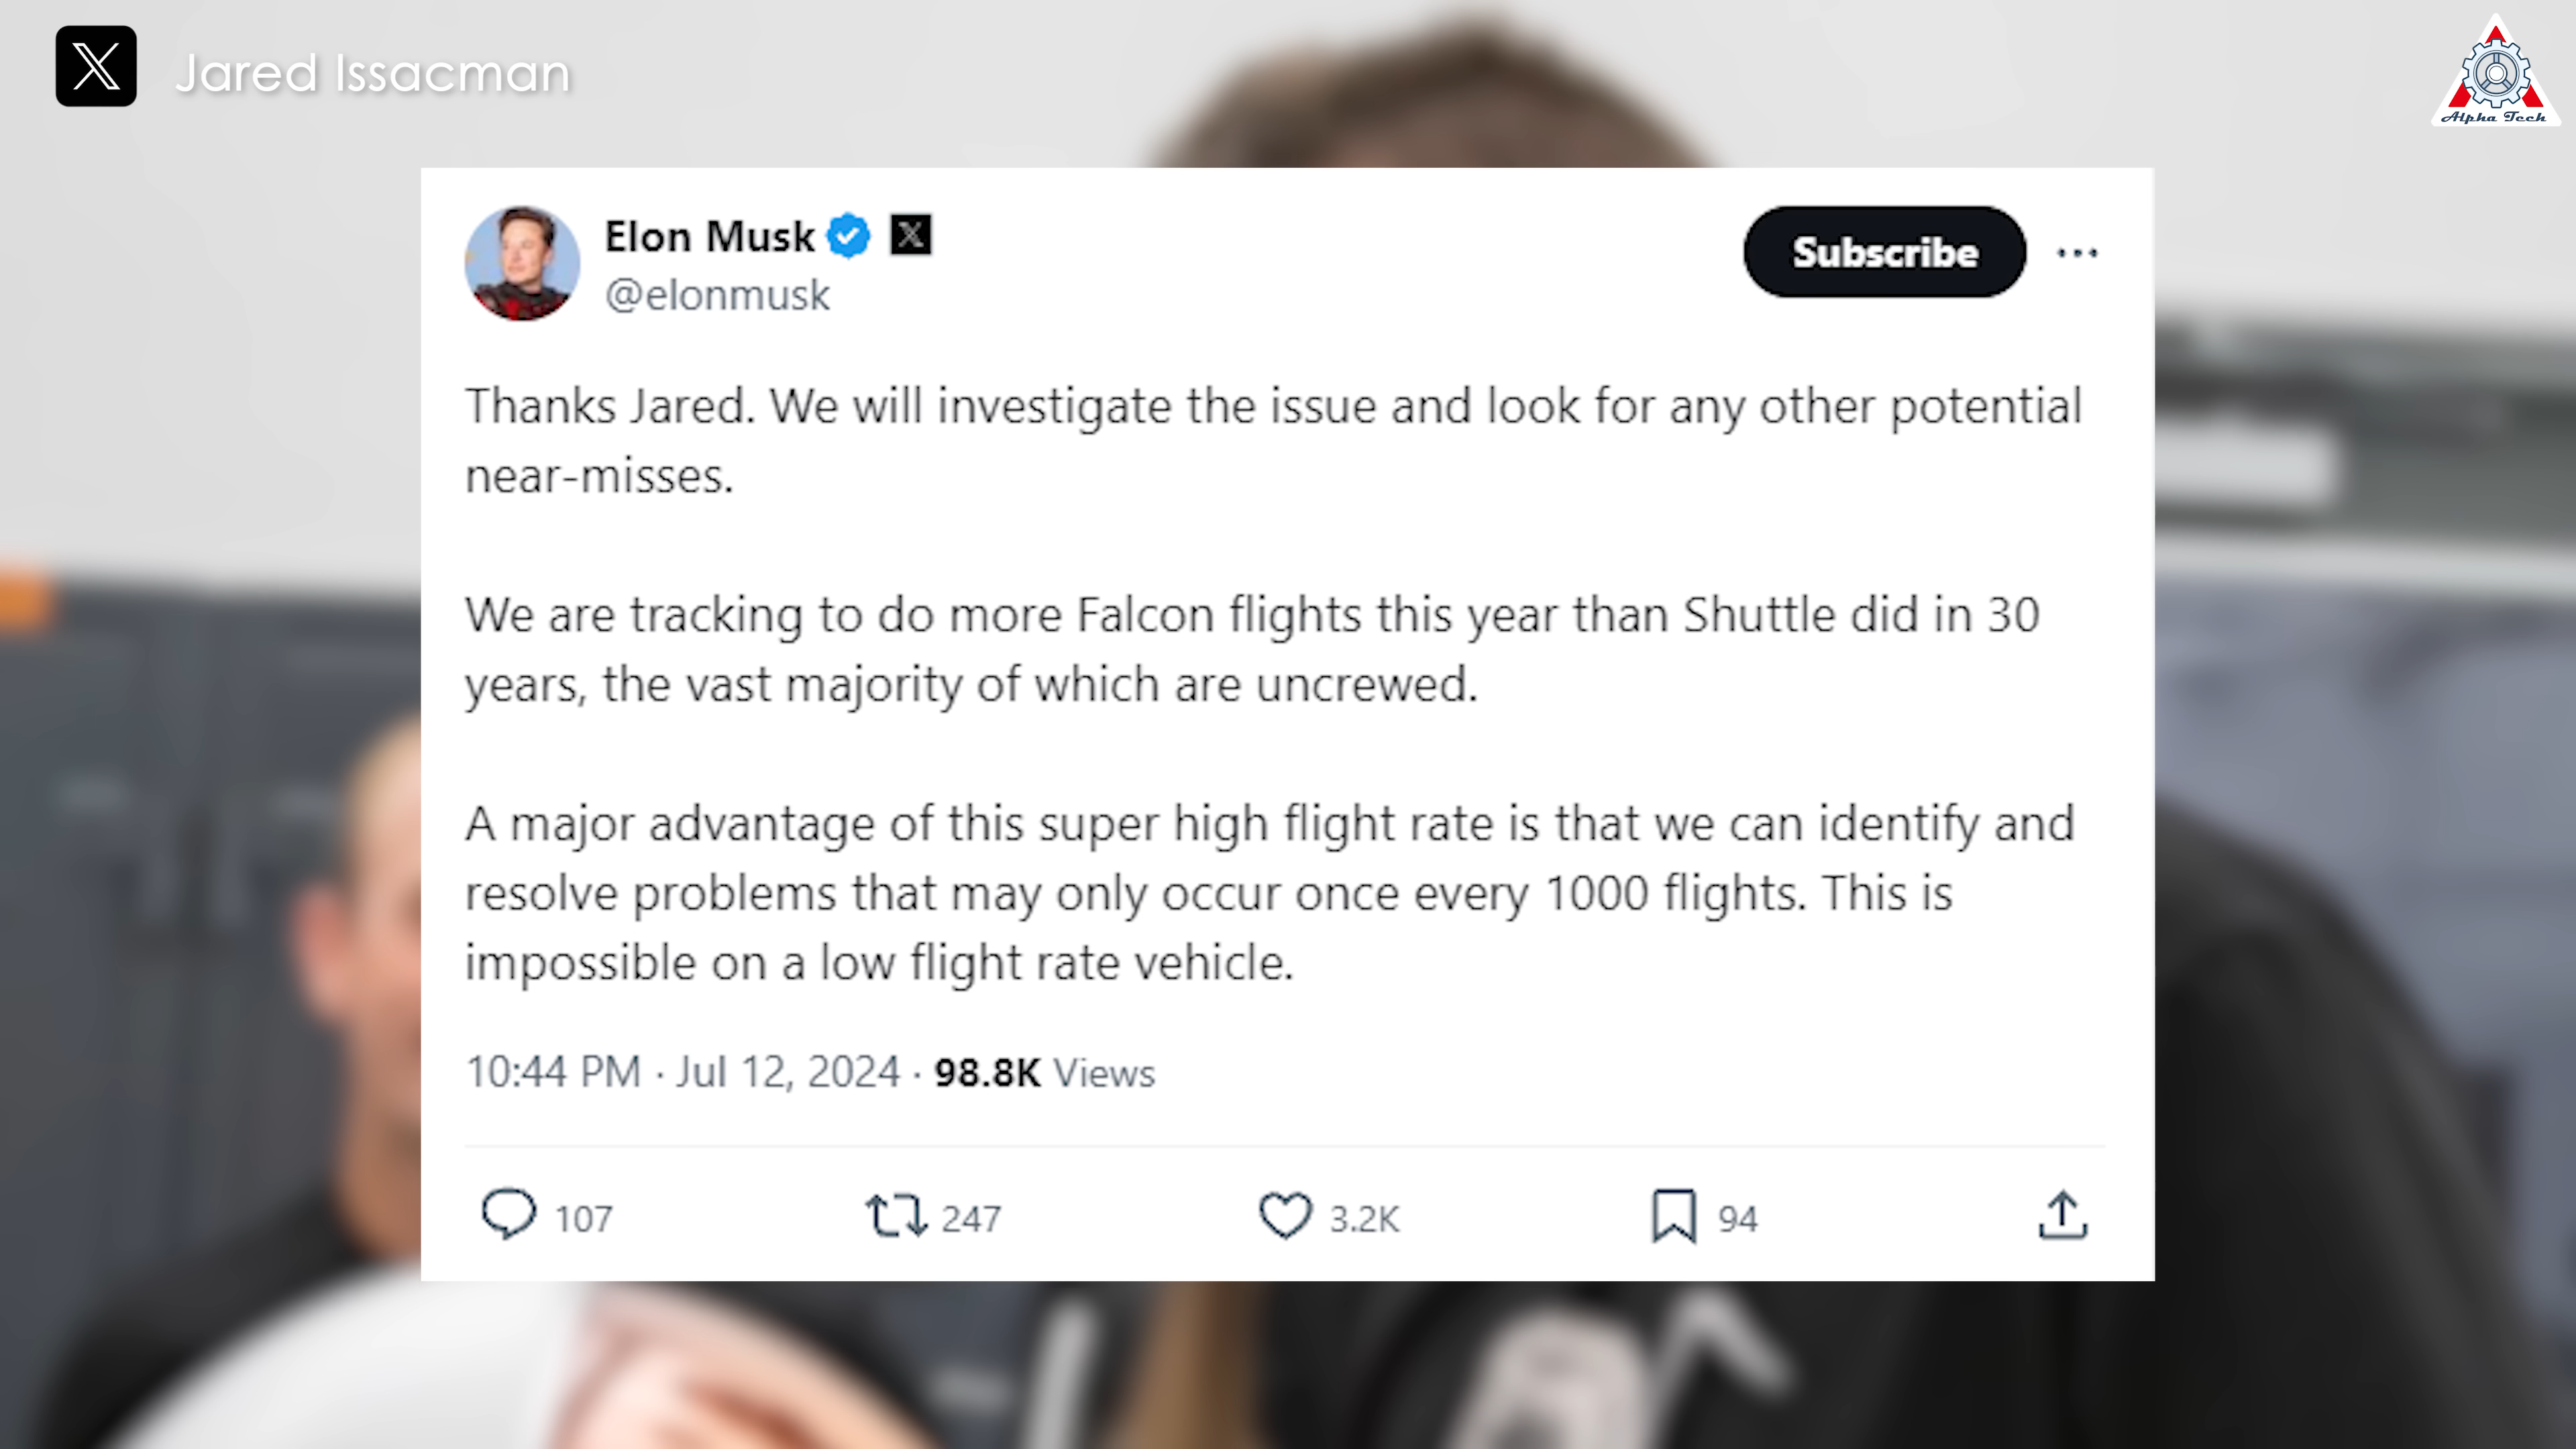 Jared Issacman
Alpha Tech
Elon Musk
Subscribe
@elonmusk
Thanks Jared. We will investigate the issue and look for any other potential
near-misses.
We are tracking to do more Falcon flights this year than Shuttle did in 30
years, the vast majority of which are uncrewed.
A major advantage of this super high flight rate is that we can identify and
resolve problems that may only occur once every 1000 flights. This is
impossible on a low flight rate vehicle.
10:44 PM · Jul 12, 2024 · 98.8K Views
107 247 3.2K 94